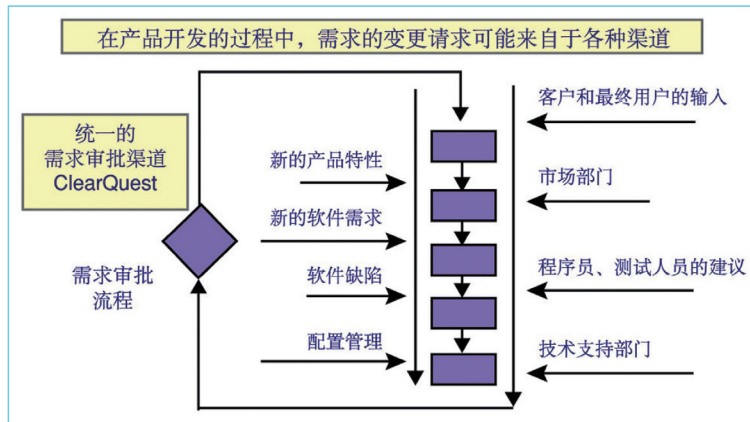 在产品开发的过程中，需求的变更请求可能来自于各种渠道
统一的
需求审批渠道
ClearQuest
需求审批
流程
新的产品特性
新的软件需求
软件缺陷
配置管理
客户和最终用户的输入
市场部门
程序员、测试人员的建议
技术支持部门